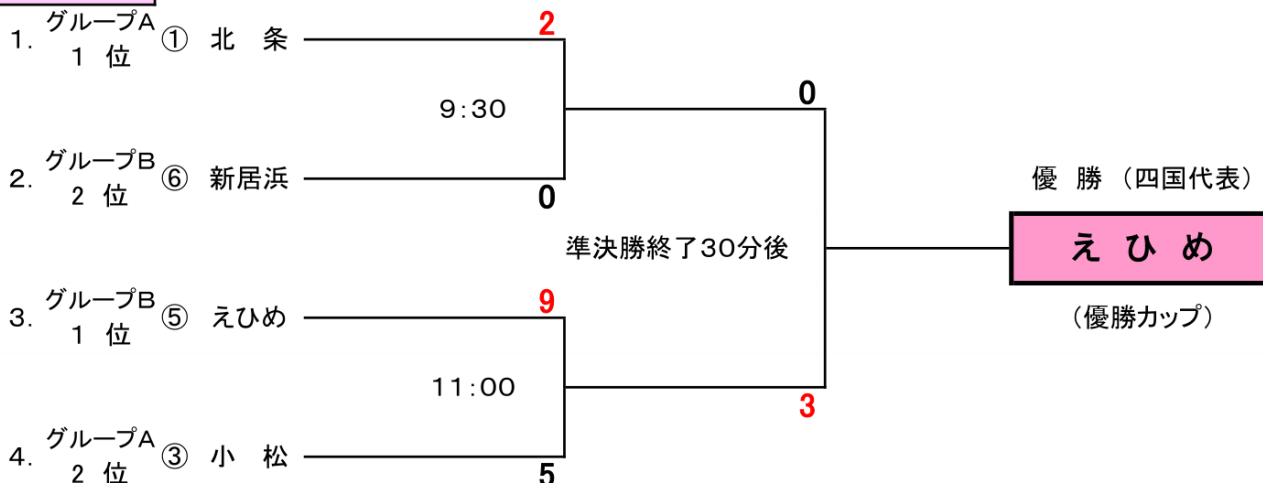 グループA
1. ① 北 条
1 位
2
9:30
0
グループB
2. ⑥ 新居浜
2 位
0
準決勝終了30分後
優 勝 (四国代表)
え ひ め
(優勝カップ)
グループB
3. ⑤ えひめ
1 位
9
11:00
3
グループA
4. ③ 小 松
2 位
5